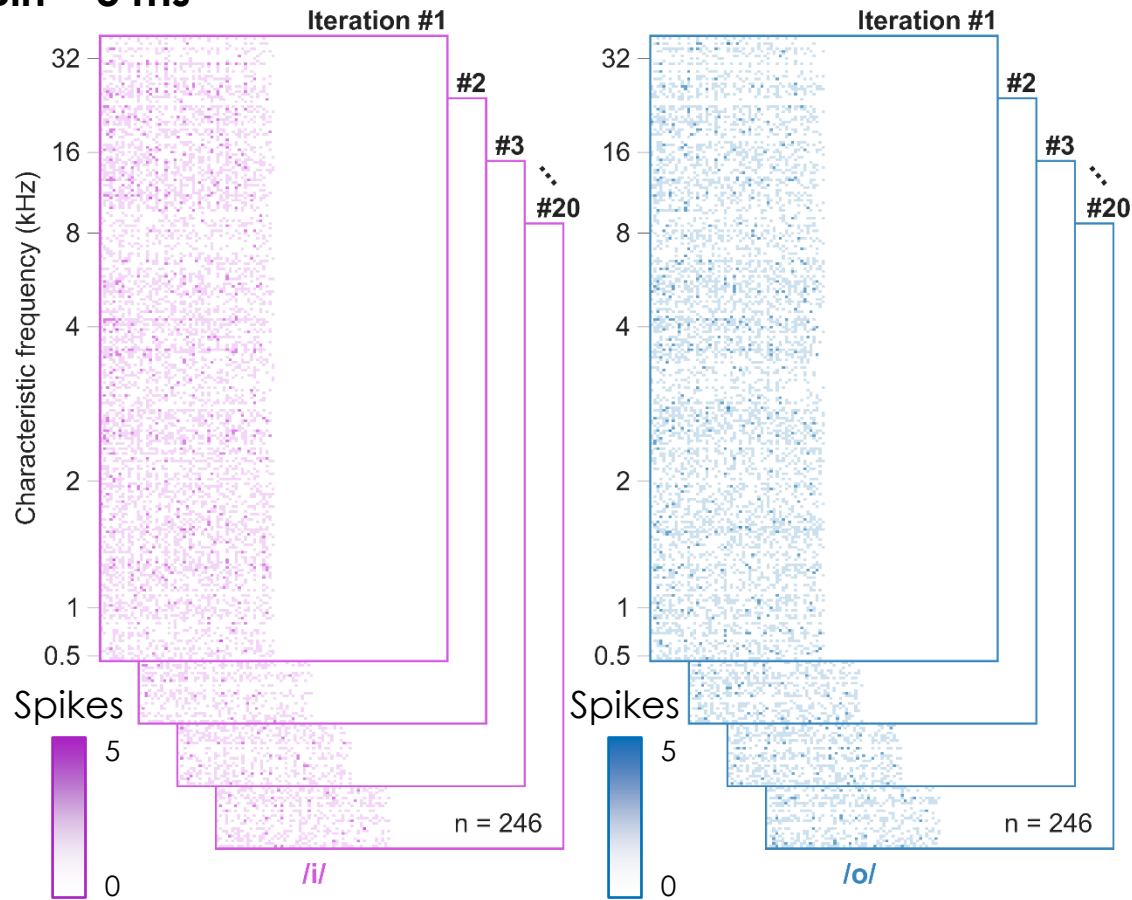 Iteration #1
#2
#3
#20
32
16
8
4
2
1
0.5
Characteristic frequency (kHz)
Spikes
5
0
n = 246
/i/
Iteration #1
#2
#3
#20
32
16
8
4
2
1
0.5
Spikes
5
0
n = 246
/o/